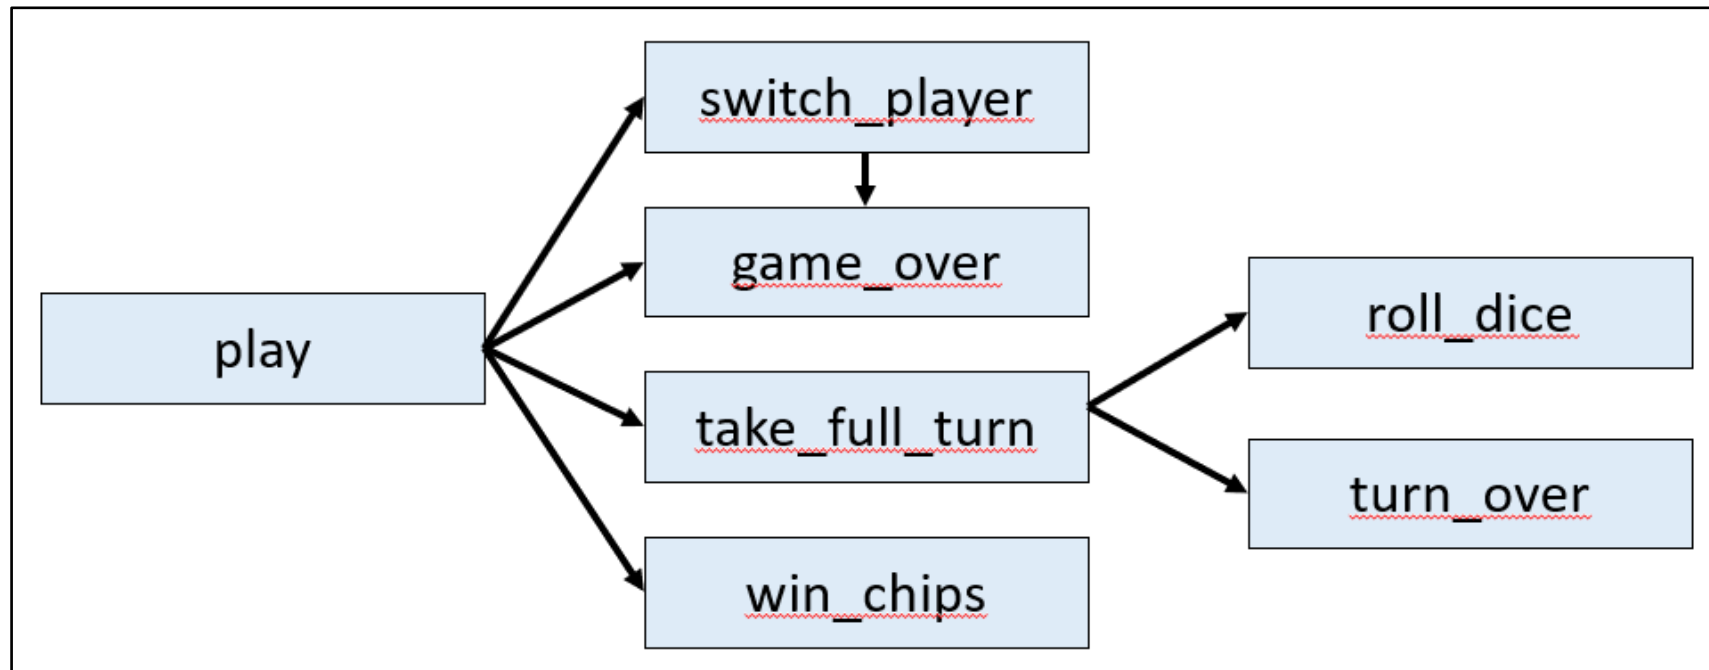 play
switch_player
game_over
take_full_turn
win_chips
roll_dice
turn_over